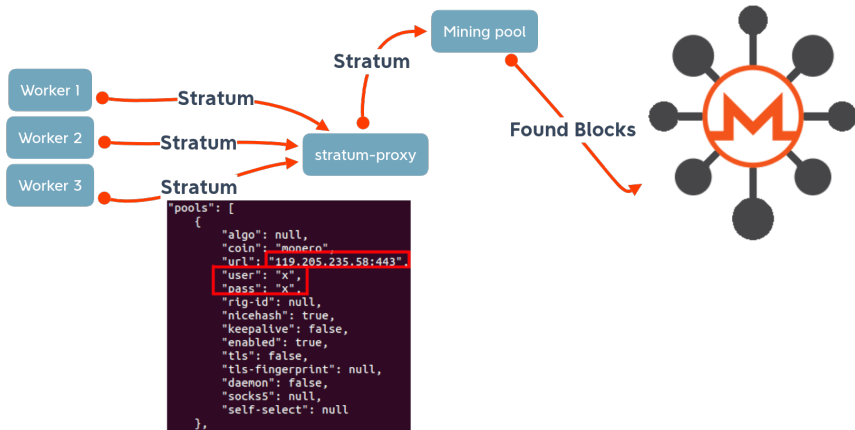 Mining pool
Stratum
Worker 1
Stratum
Worker 2
Stratum
stratum-proxy
Worker 3
Stratum
Found Blocks
"pools": [
{
"algo": null,
"coin": "monero",
"url": "119.205.235.58:443",
"user": "x",
"pass": "x",
"rig-id": null,
"nicehash": true,
"keepalive": false,
"enabled": true,
"tls": false,
"tls-fingerprint": null,
"daemon": false,
"socks5": null,
"self-select": null
},